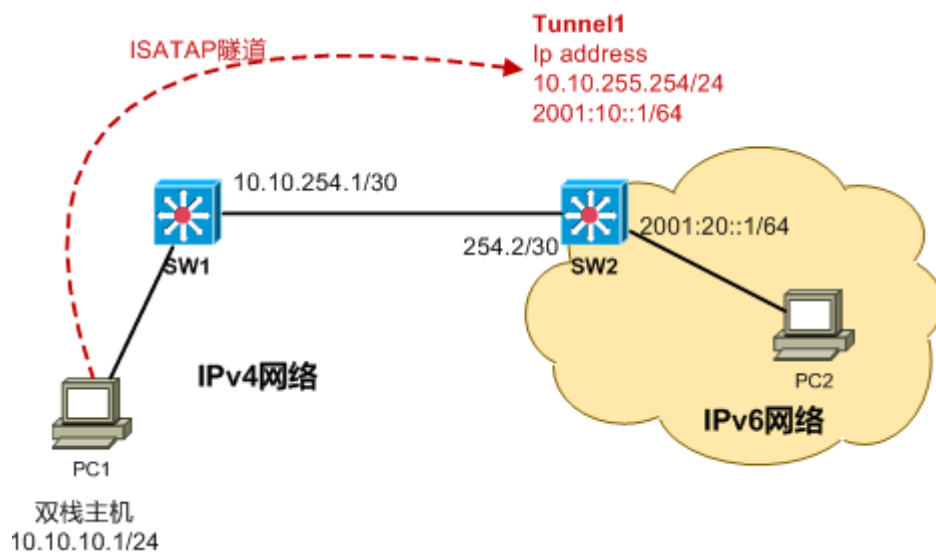 Tunnel1
Ip address
10.10.255.254/24
2001:10::1/64
ISATAP隧道
10.10.254.1/30
254.2/30
2001:20::1/64
SW1
SW2
IPv4网络
IPv6网络
PC1
PC2
双栈主机
10.10.10.1/24